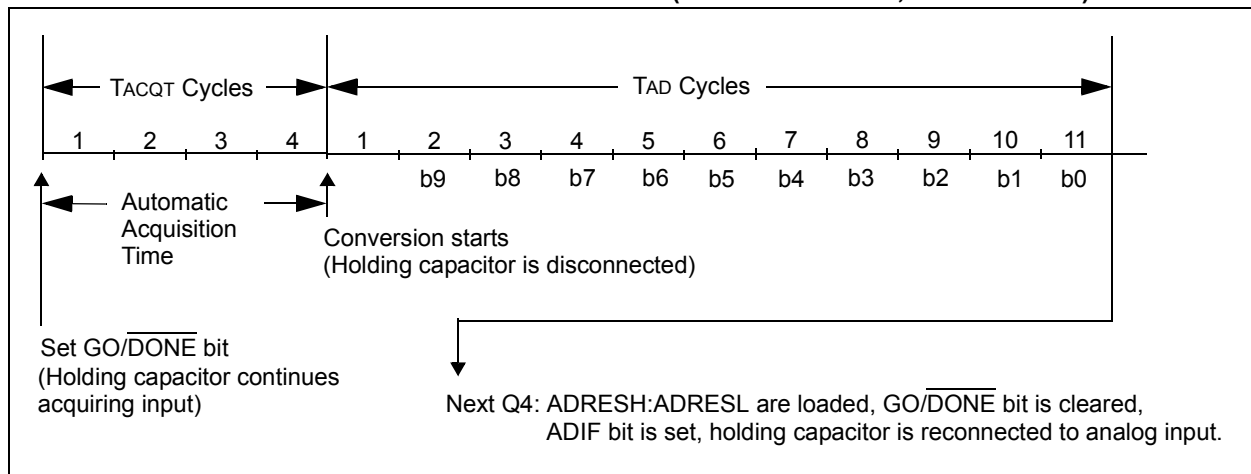 TACQT Cycles
TAD Cycles
1 2 3 4 1 2 3 4 5 6 7 8 9 10 11
b9 b8 b7 b6 b5 b4 b3 b2 b1 b0
Automatic
Acquisition
Time
Conversion starts
(Holding capacitor is disconnected)
Set GO/DONE bit
(Holding capacitor continues
acquiring input)
Next Q4: ADRESH:ADRESL are loaded, GO/DONE bit is cleared,
ADIF bit is set, holding capacitor is reconnected to analog input.